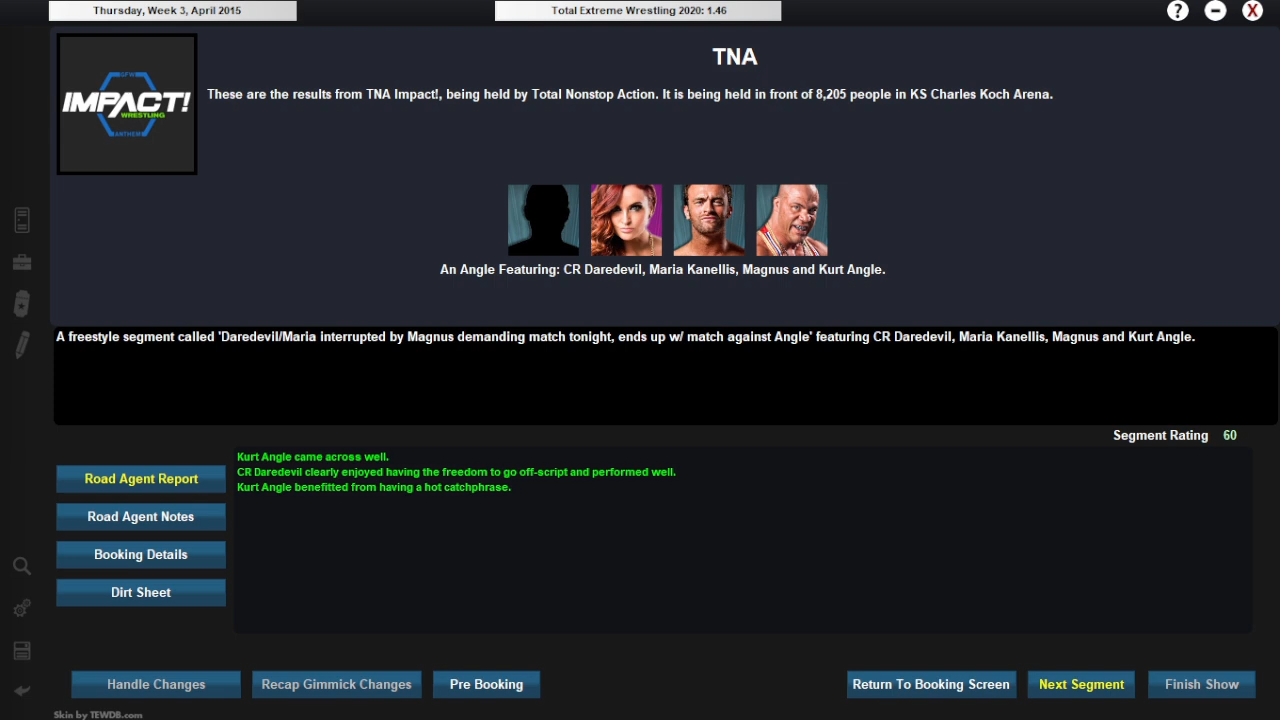 Thursday, Week 3, April 2015
Total Extreme Wrestling 2020: 1.46
?
X
TNA
GFW
IMPACT!
WRESTLING
ANTHEM
These are the results from TNA Impact!, being held by Total Nonstop Action. It is being held in front of 8,205 people in KS Charles Koch Arena.
An Angle Featuring: CR Daredevil, Maria Kanellis, Magnus and Kurt Angle.
A freestyle segment called 'Daredevil/Maria interrupted by Magnus demanding match tonight, ends up w/ match against Angle' featuring CR Daredevil, Maria Kanellis, Magnus and Kurt Angle.
Segment Rating 60
Kurt Angle came across well.
CR Daredevil clearly enjoyed having the freedom to go off-script and performed well.
Kurt Angle benefitted from having a hot catchphrase.
Road Agent Report
Road Agent Notes
Booking Details
Dirt Sheet
Handle Changes
Recap Gimmick Changes
Pre Booking
Return To Booking Screen
Next Segment
Finish Show
Skin by TEWDB.com